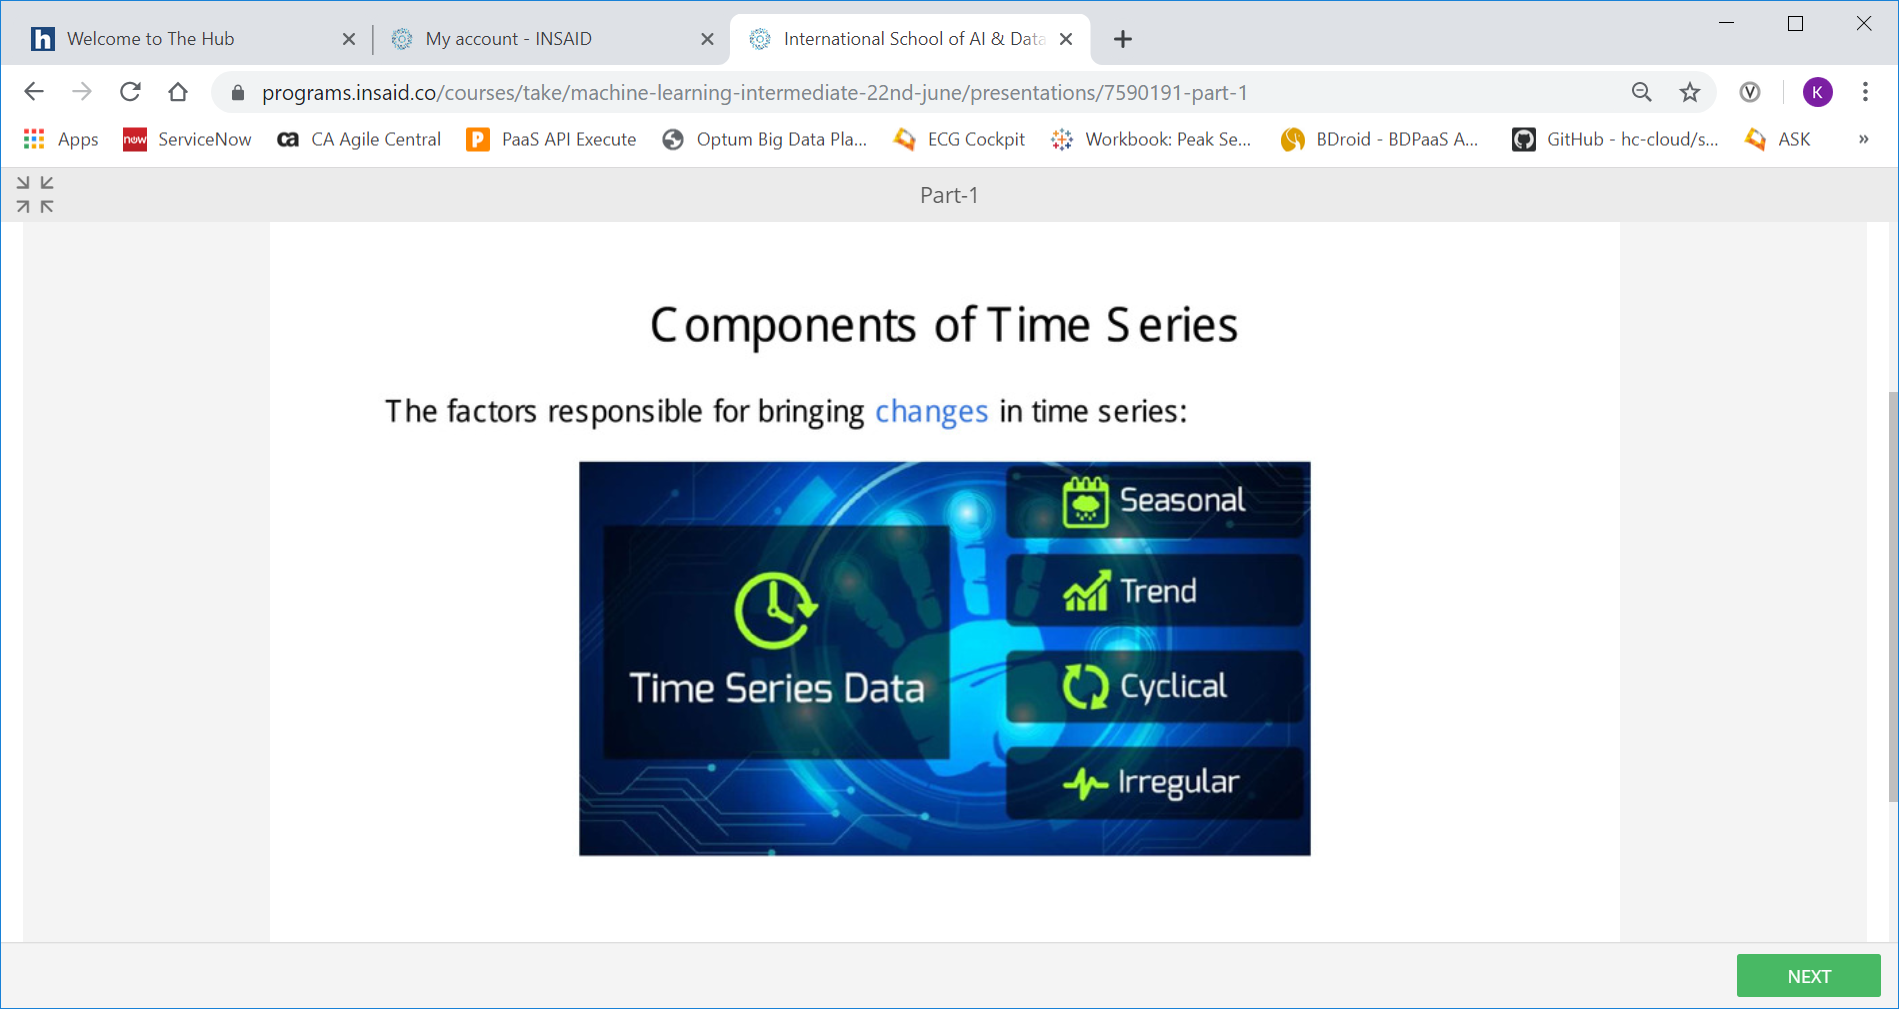 Welcome to The Hub
My account - INSAID
International School of AI & Data
programs.insaid.co/courses/take/machine-learning-intermediate-22nd-june/presentations/7590191-part-1
K
Apps
now ServiceNow
ca CA Agile Central
P PaaS API Execute
Optum Big Data Pla...
ECG Cockpit
Workbook: Peak Se...
BDroid - BDPaaS A...
GitHub - hc-cloud/s...
ASK
»
Part-1
Components of Time Series
The factors responsible for bringing changes in time series:
Time Series Data
Seasonal
Trend
Cyclical
Irregular
NEXT